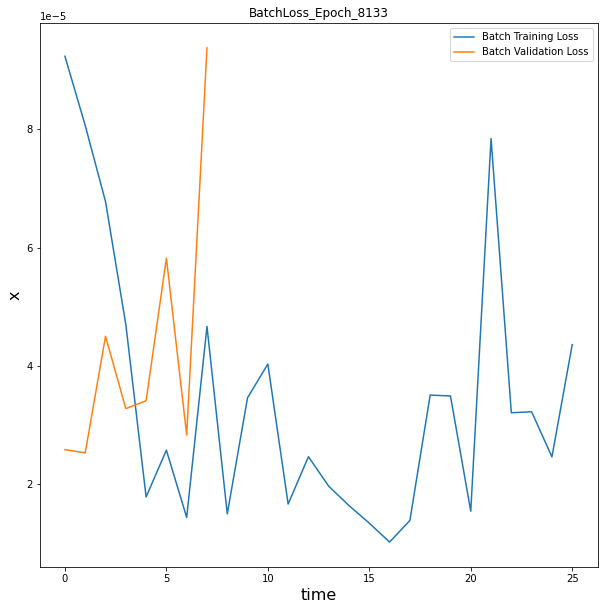 BatchLoss_Epoch_8133
1e−5
Batch Training Loss
Batch Validation Loss
8
6
4
2
x
0 5 10 15 20 25
time